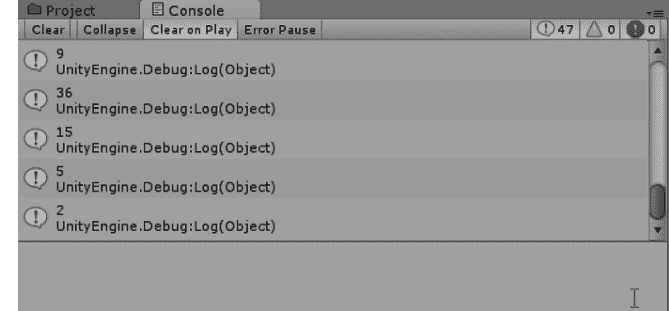 Project Console
Clear Collapse Clear on Play Error Pause 47 0 0
9
UnityEngine.Debug:Log(Object)
36
UnityEngine.Debug:Log(Object)
15
UnityEngine.Debug:Log(Object)
5
UnityEngine.Debug:Log(Object)
2
UnityEngine.Debug:Log(Object)